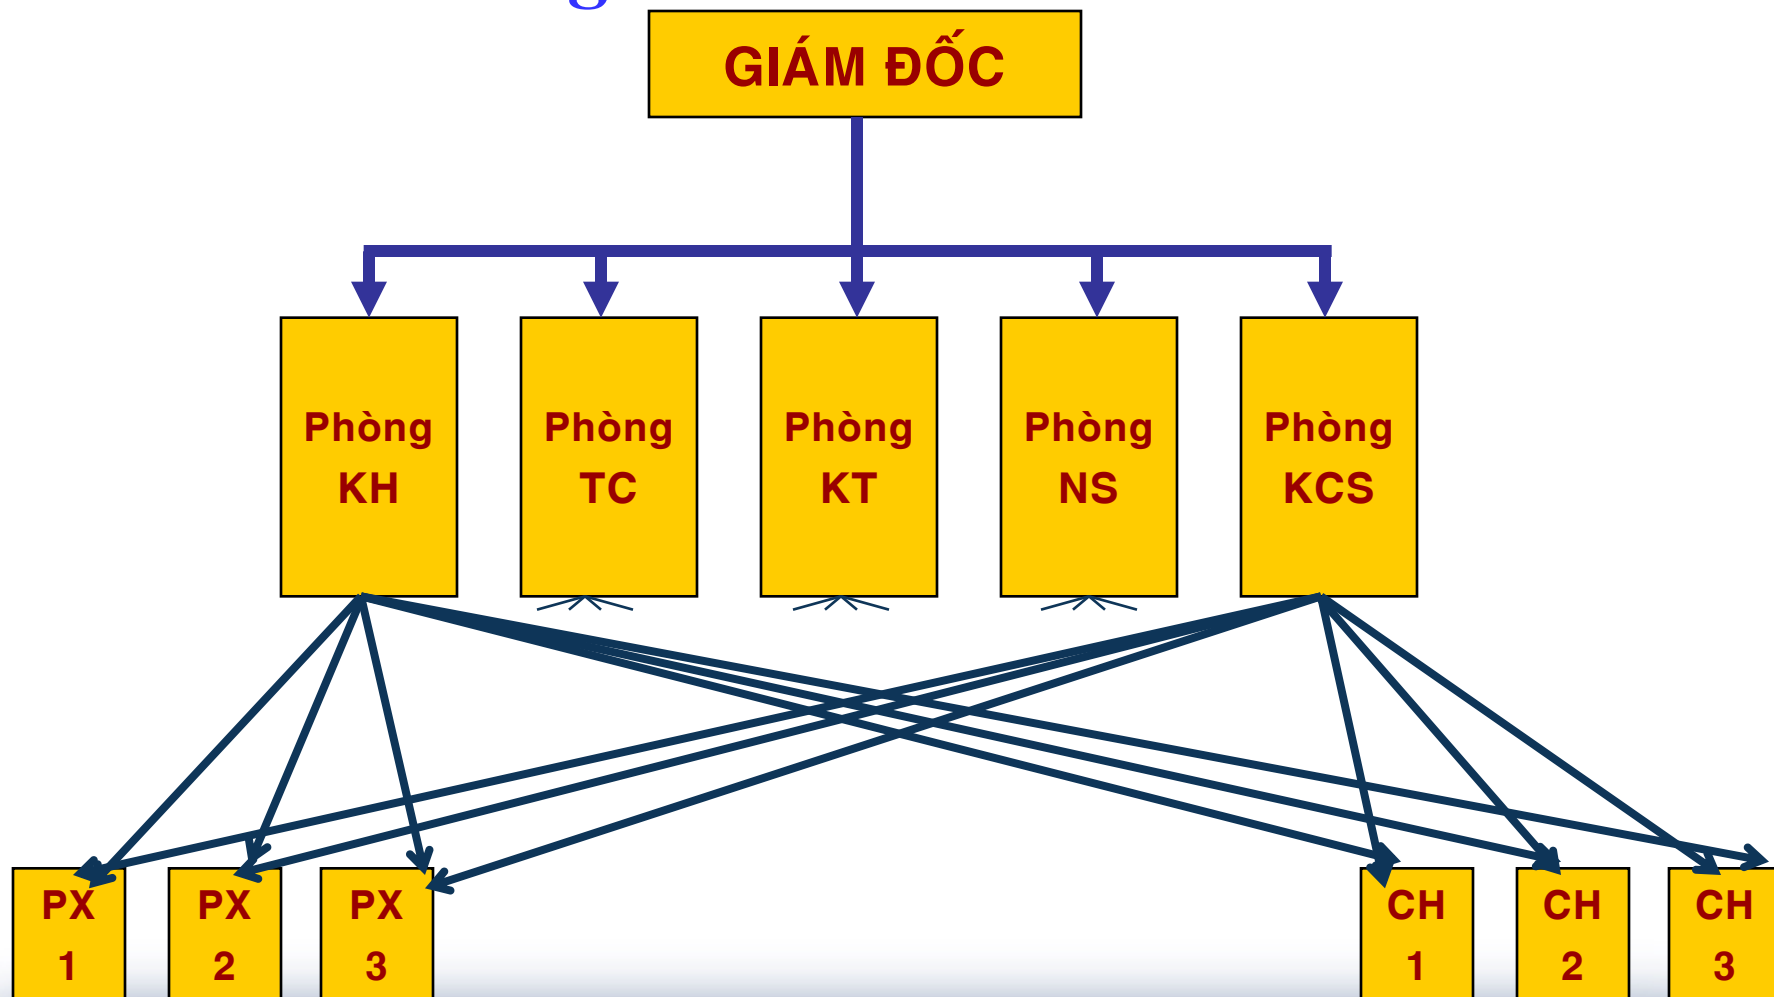 GIÁM ĐỐC
Phòng
KH
Phòng
TC
Phòng
KT
Phòng
NS
Phòng
KCS
PX
1
PX
2
PX
3
CH
1
CH
2
CH
3